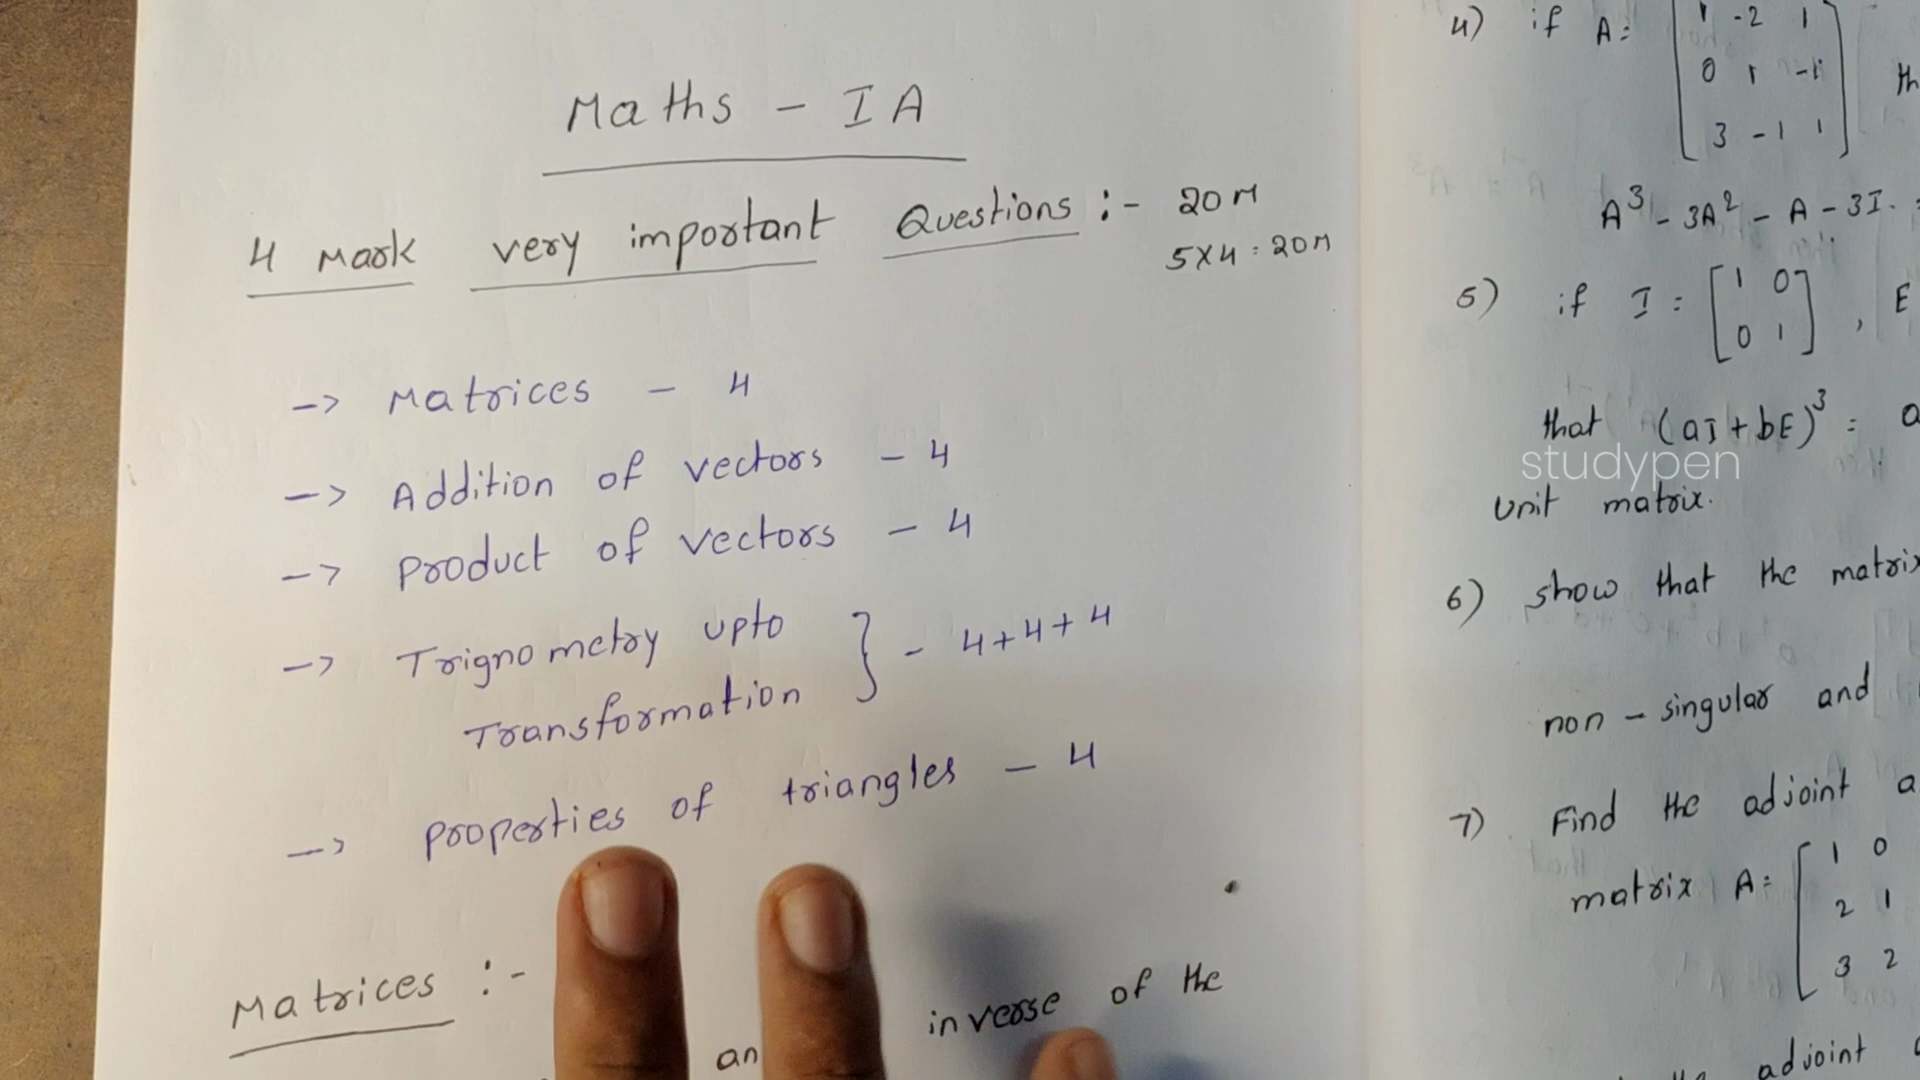 Maths - IA
4 Mark very important Questions :- 20M
5x4 = 20M
-> Matrices - 4
-> Addition of vectors - 4
-> Product of vectors - 4
-> Trignometry upto
Transformation } - 4+4+4
-> Properties of triangles - 4
Matrices :-
inverse of the
an
4) if A = [1 -2 1
0 1 -1
3 -1 1]
A³ - 3A² - A - 3I
5) if I = [1 0
0 1] , E
that (aI + bE)³ =
studypen
unit matrix.
6) show that the matrix
non - singular and
7) Find the adjoint
matrix A = [1 0
2 1
3 2
adjoint